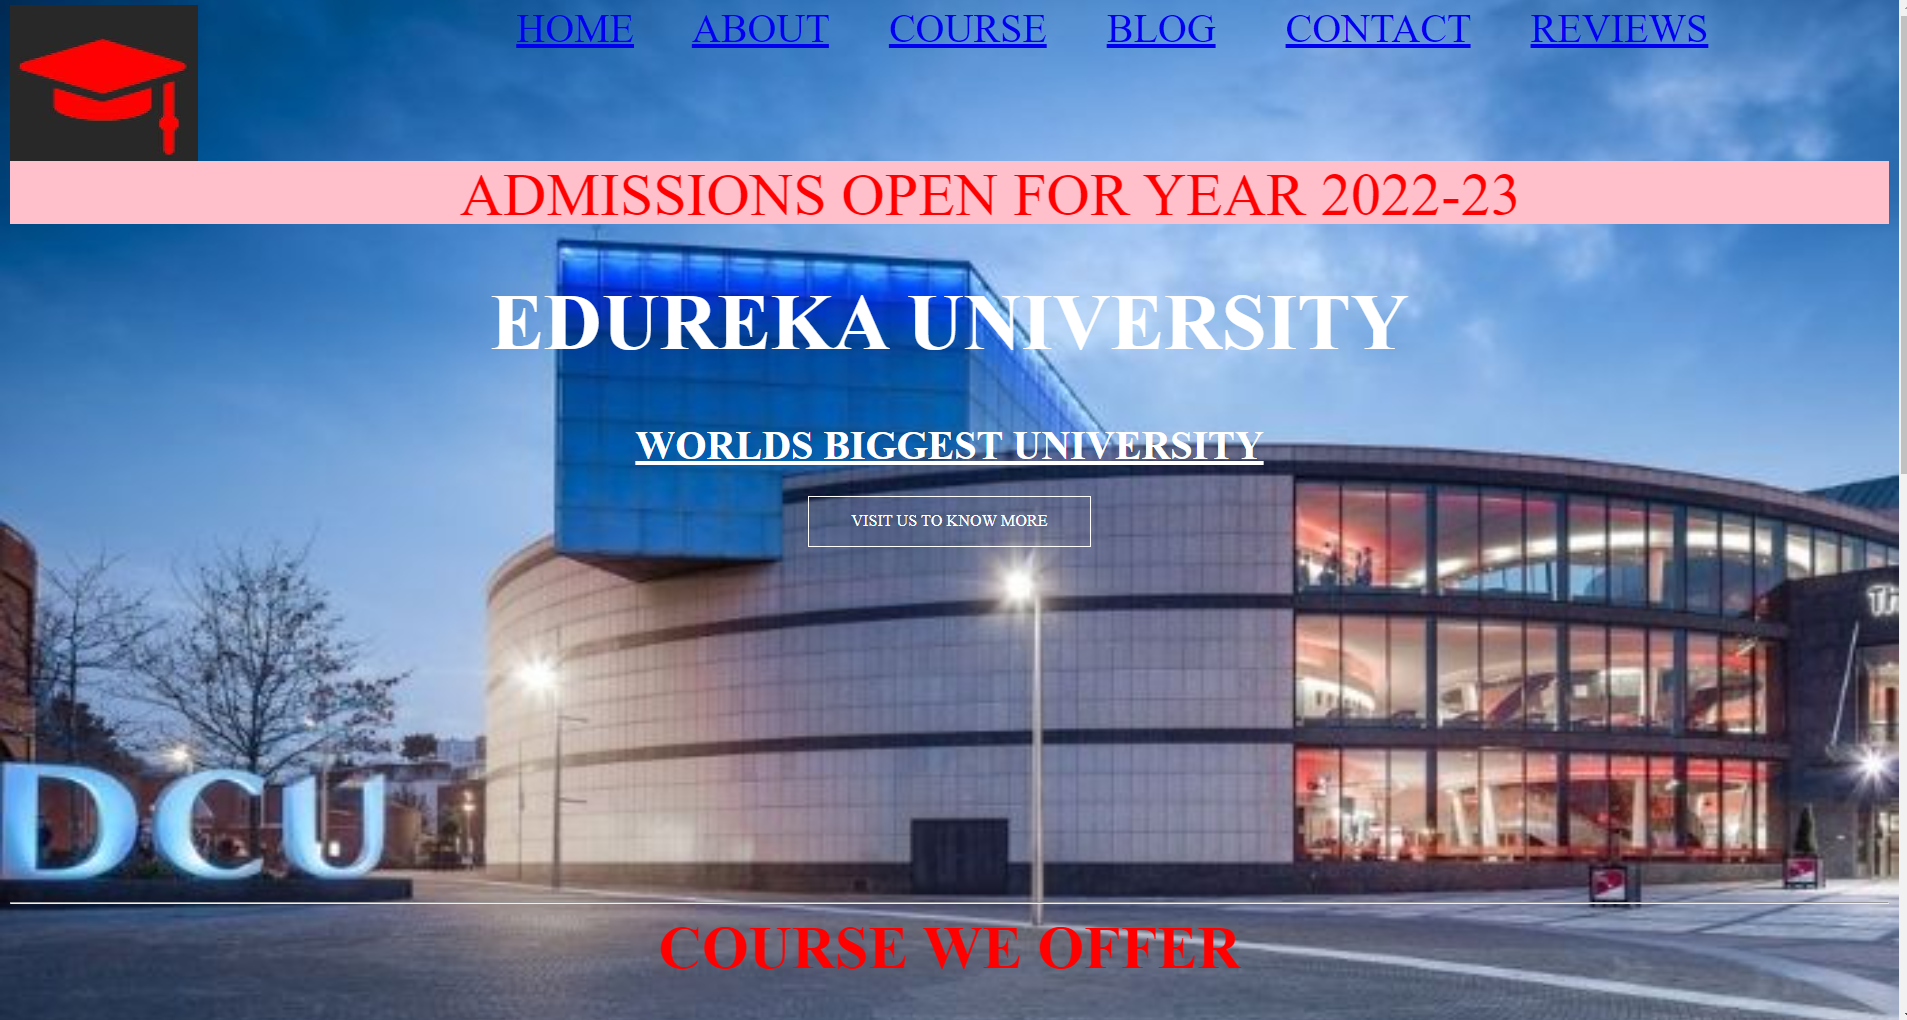 HOME ABOUT COURSE BLOG CONTACT REVIEWS
ADMISSIONS OPEN FOR YEAR 2022-23
EDUREKA UNIVERSITY
WORLDS BIGGEST UNIVERSITY
VISIT US TO KNOW MORE
DCU
COURSE WE OFFER